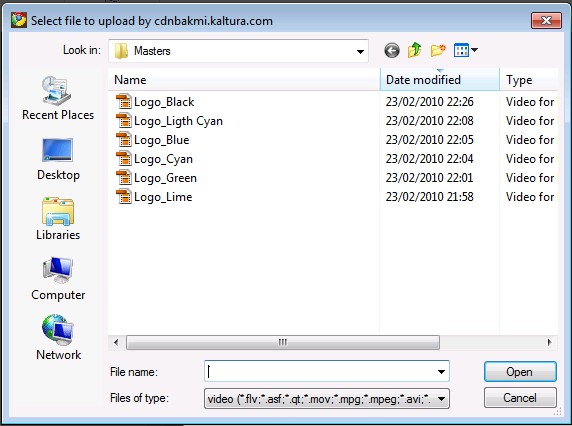 Select file to upload by cdnbakmi.kaltura.com
Look in: Masters
Name Date modified Type
Logo_Black 23/02/2010 22:26 Video for
Logo_Ligth Cyan 23/02/2010 22:08 Video for
Logo_Blue 23/02/2010 22:05 Video for
Logo_Cyan 23/02/2010 22:04 Video for
Logo_Green 23/02/2010 22:01 Video for
Logo_Lime 23/02/2010 21:58 Video for
Recent Places
Desktop
Libraries
Computer
Network
File name: Open
Files of type: video (*.flv;*.asf;*.qt;*.mov;*.mpg;*.mpeg;*.avi;*. Cancel